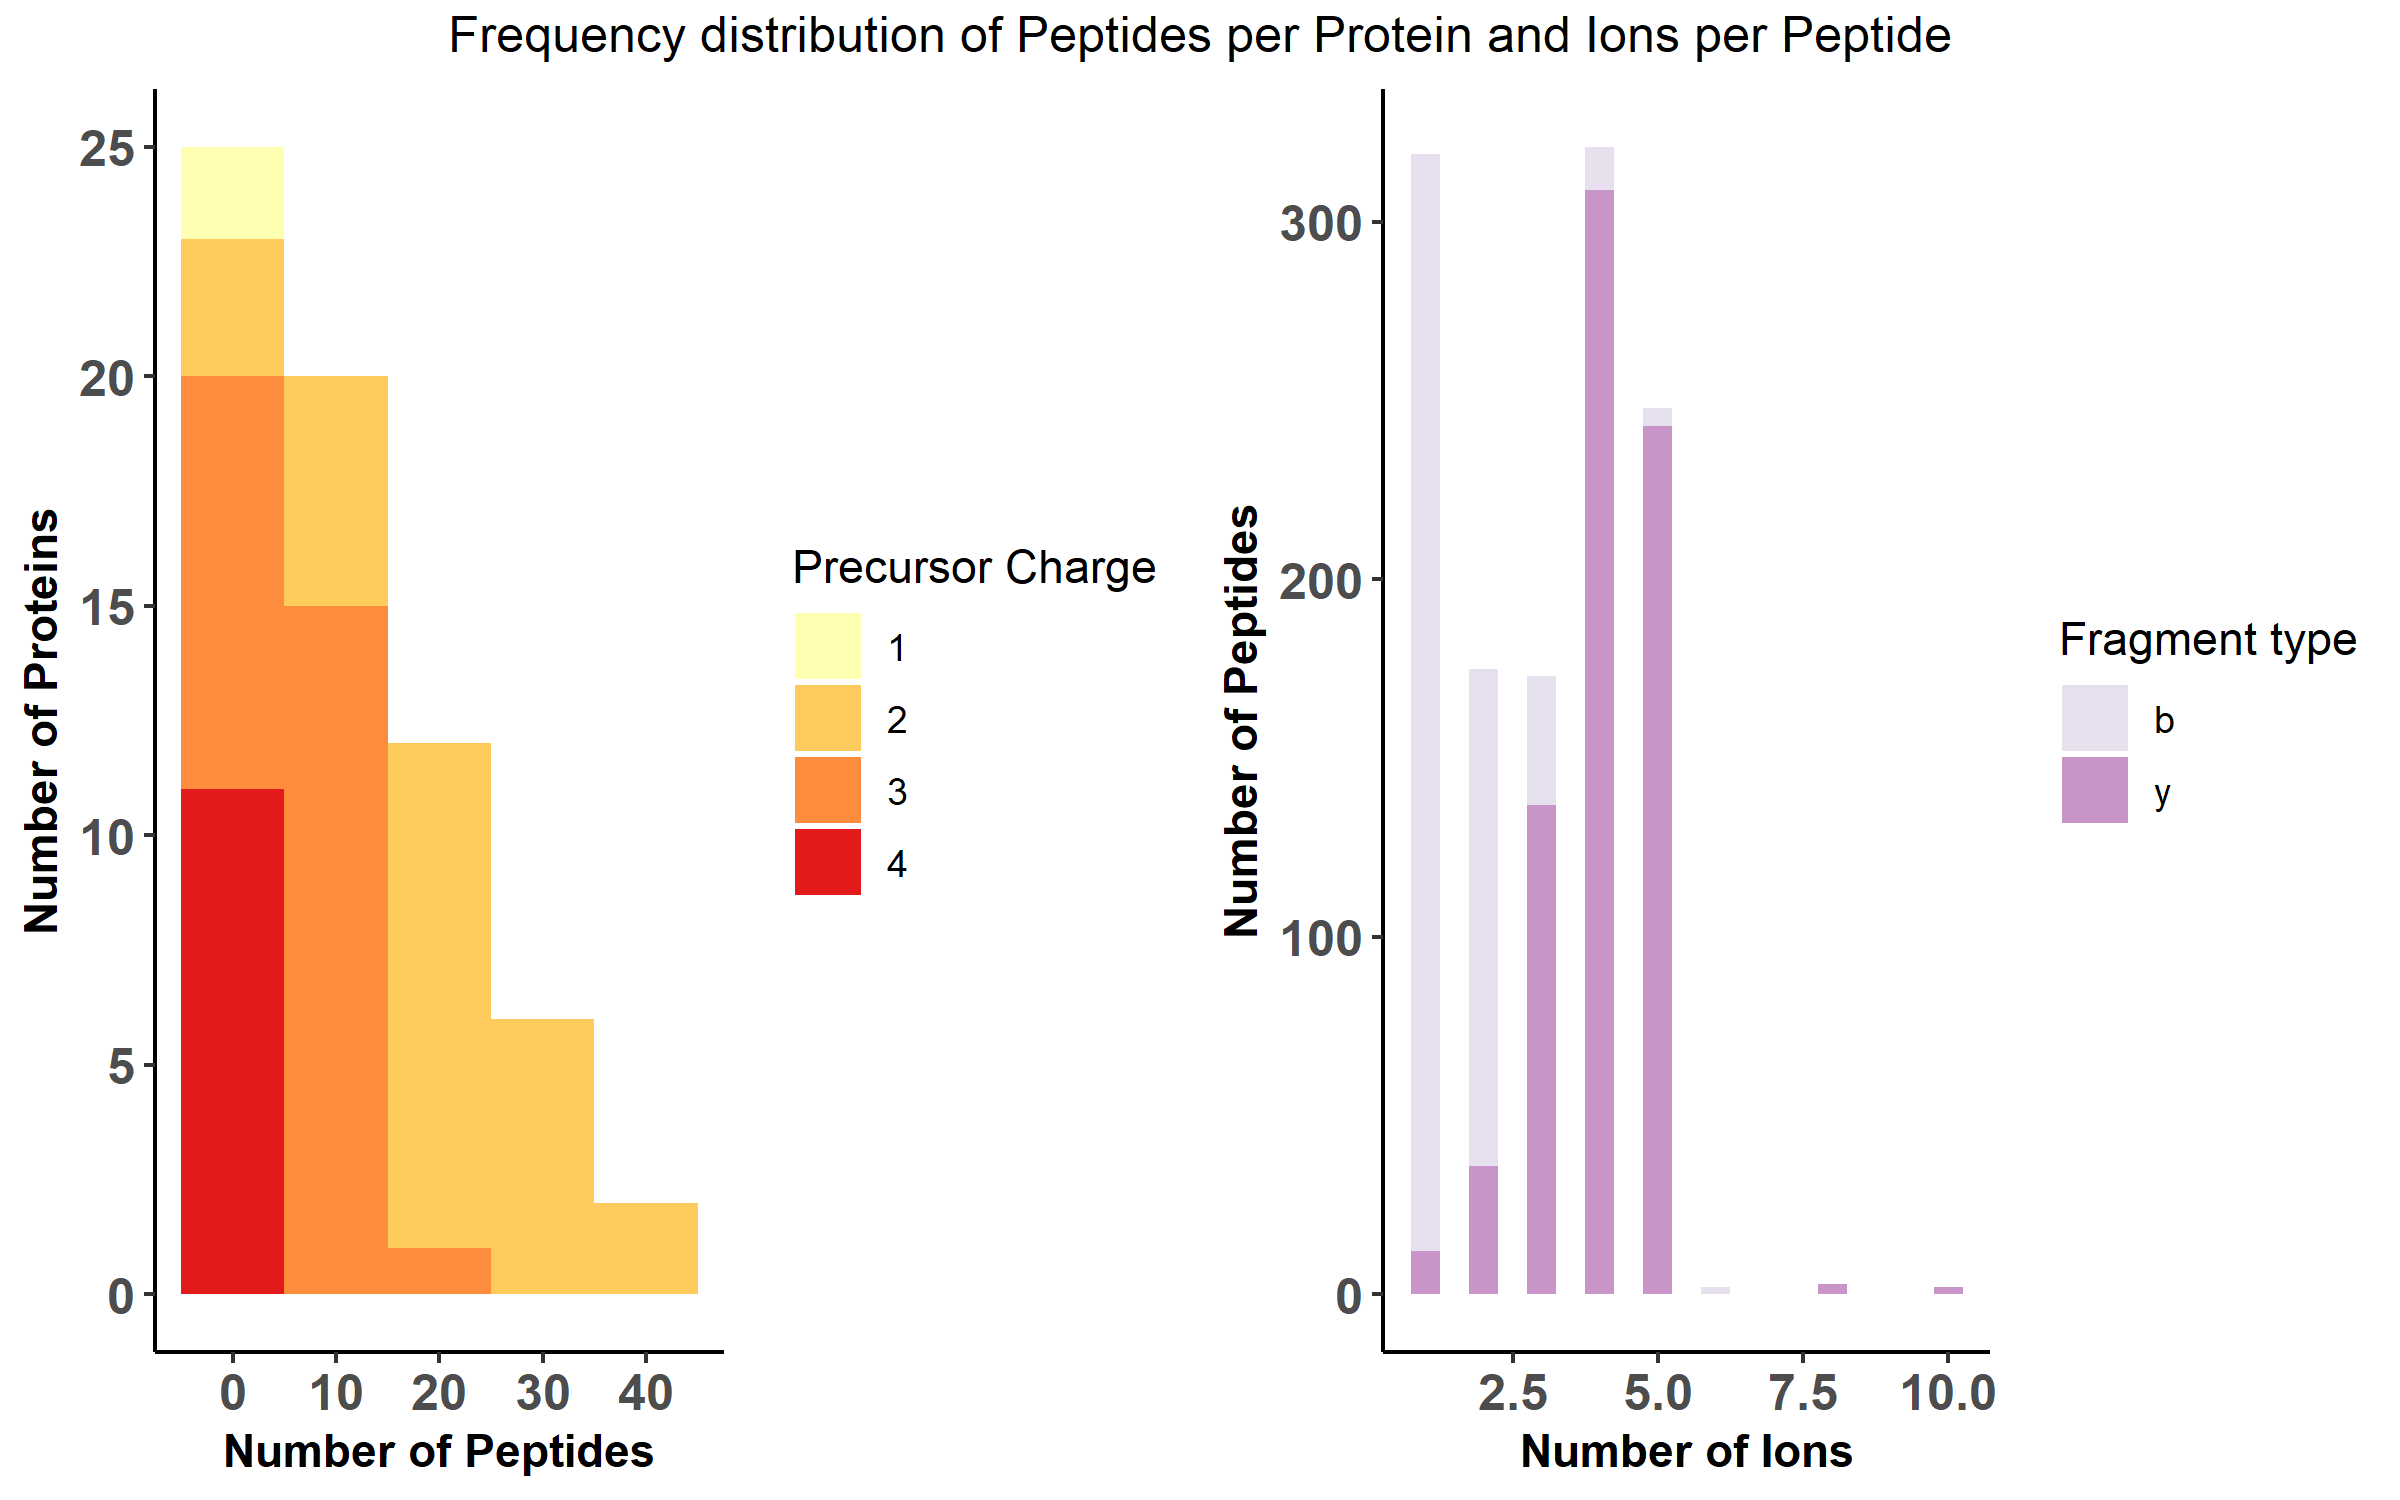 Frequency distribution of Peptides per Protein and Ions per Peptide
Number of Proteins
25
20
15
10
5
0
0 10 20 30 40
Number of Peptides
Precursor Charge
1
2
3
4
Number of Peptides
300
200
100
0
2.5 5.0 7.5 10.0
Number of Ions
Fragment type
b
y